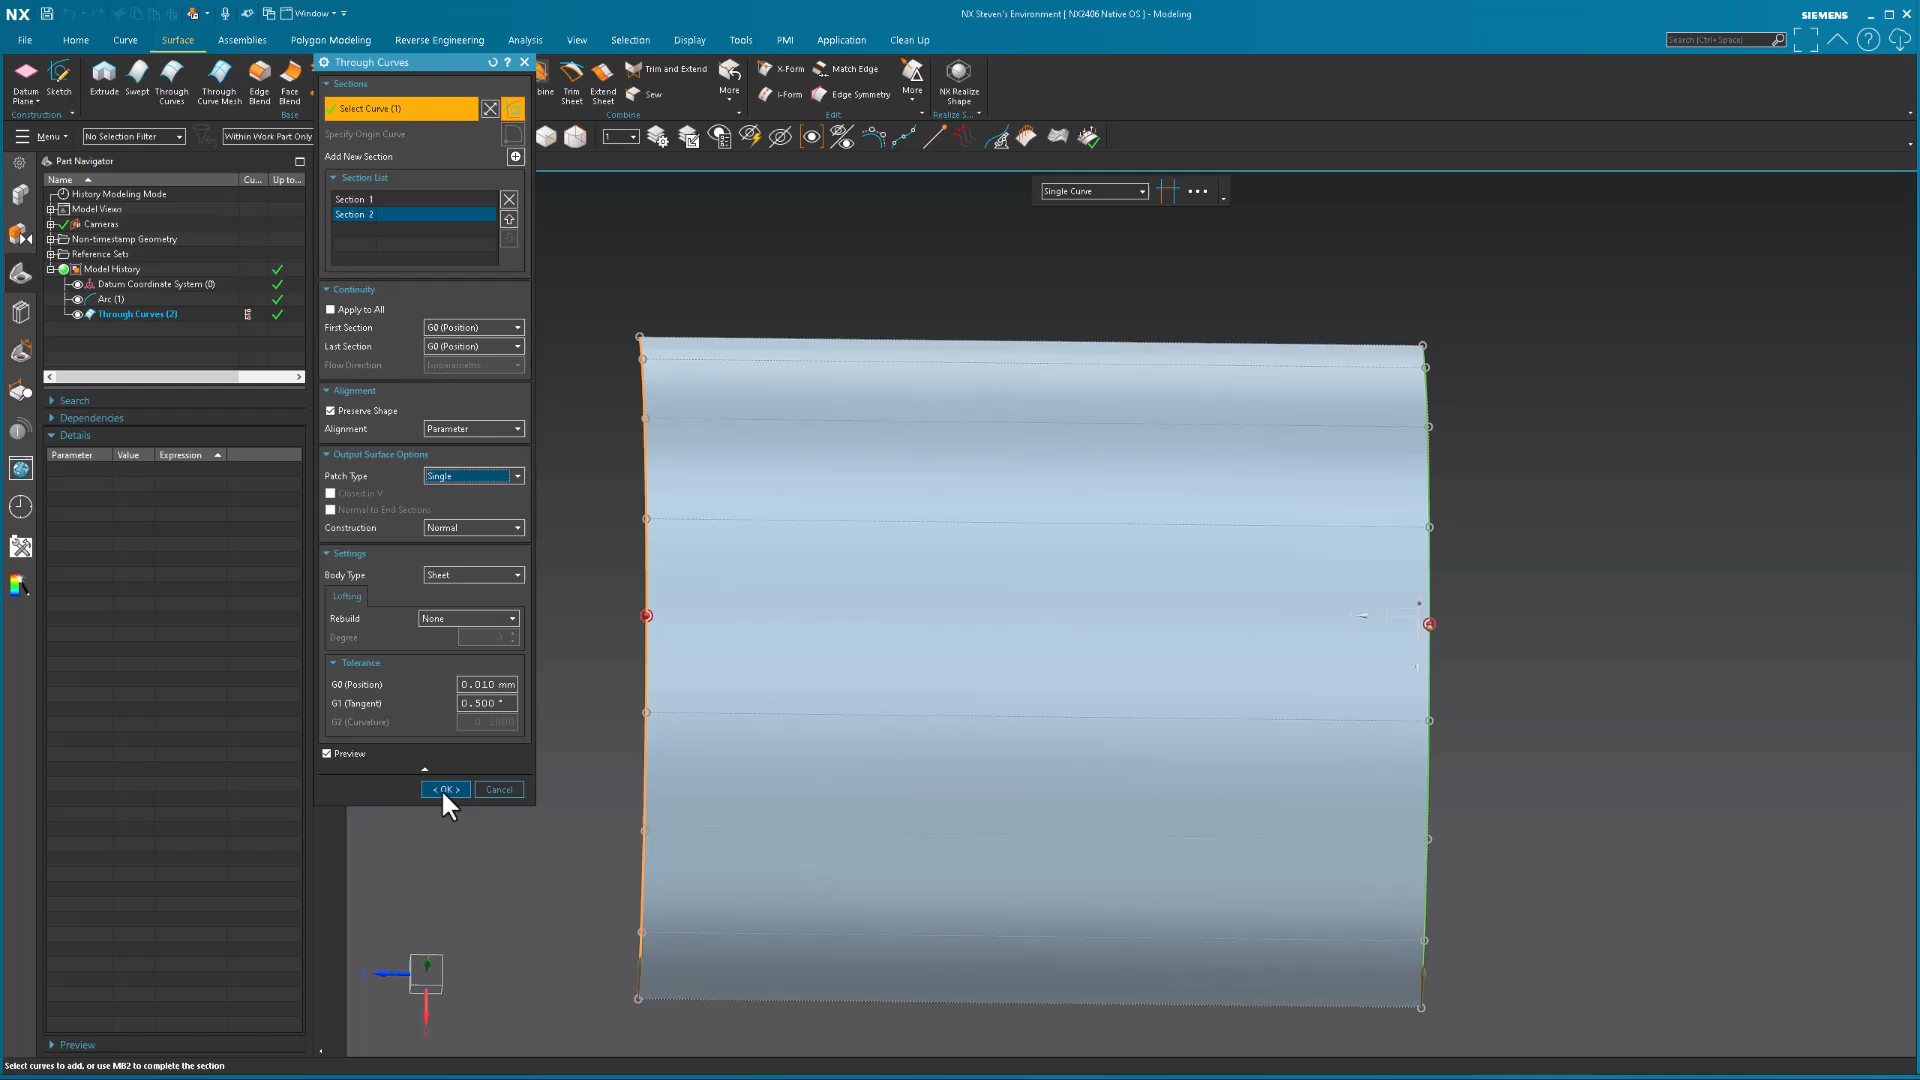 NX
Window
NX Steven's Environment [ NX2406 Native OS ] - Modeling
SIEMENS
File
Home
Curve
Surface
Assemblies
Polygon Modeling
Reverse Engineering
Analysis
View
Selection
Display
Tools
PMI
Application
Clean Up
Search (Ctrl+Space)
Datum Plane
Sketch
Extrude
Swept
Through Curves
Through Curve Mesh
Edge Blend
Face Blend
Trim Sheet
Extend Sheet
Trim and Extend
Sew
More
X-Form
I-Form
Match Edge
Edge Symmetry
More
NX Realize Shape
Construction
Base
Combine
Edit
Realize S...
Menu
No Selection Filter
Within Work Part Only
1
Single Curve
Part Navigator
Name
Cu...
Up to...
History Modeling Mode
Model Views
Cameras
Non-timestamp Geometry
Reference Sets
Model History
Datum Coordinate System (0)
Arc (1)
Through Curves (2)
Search
Dependencies
Details
Parameter
Value
Expression
Preview
Through Curves
Sections
Select Curve (1)
Specify Origin Curve
Add New Section
Section List
Section 1
Section 2
Continuity
Apply to All
First Section
G0 (Position)
Last Section
G0 (Position)
Flow Direction
Isoparametric
Alignment
Preserve Shape
Alignment
Parameter
Output Surface Options
Patch Type
Single
Closed in V
Normal to End Sections
Construction
Normal
Settings
Body Type
Sheet
Lofting
Rebuild
None
Degree
3
Tolerance
G0 (Position)
0.010 mm
G1 (Tangent)
0.500 °
G2 (Curvature)
Preview
< OK >
Cancel
Select curves to add, or use MB2 to complete the section